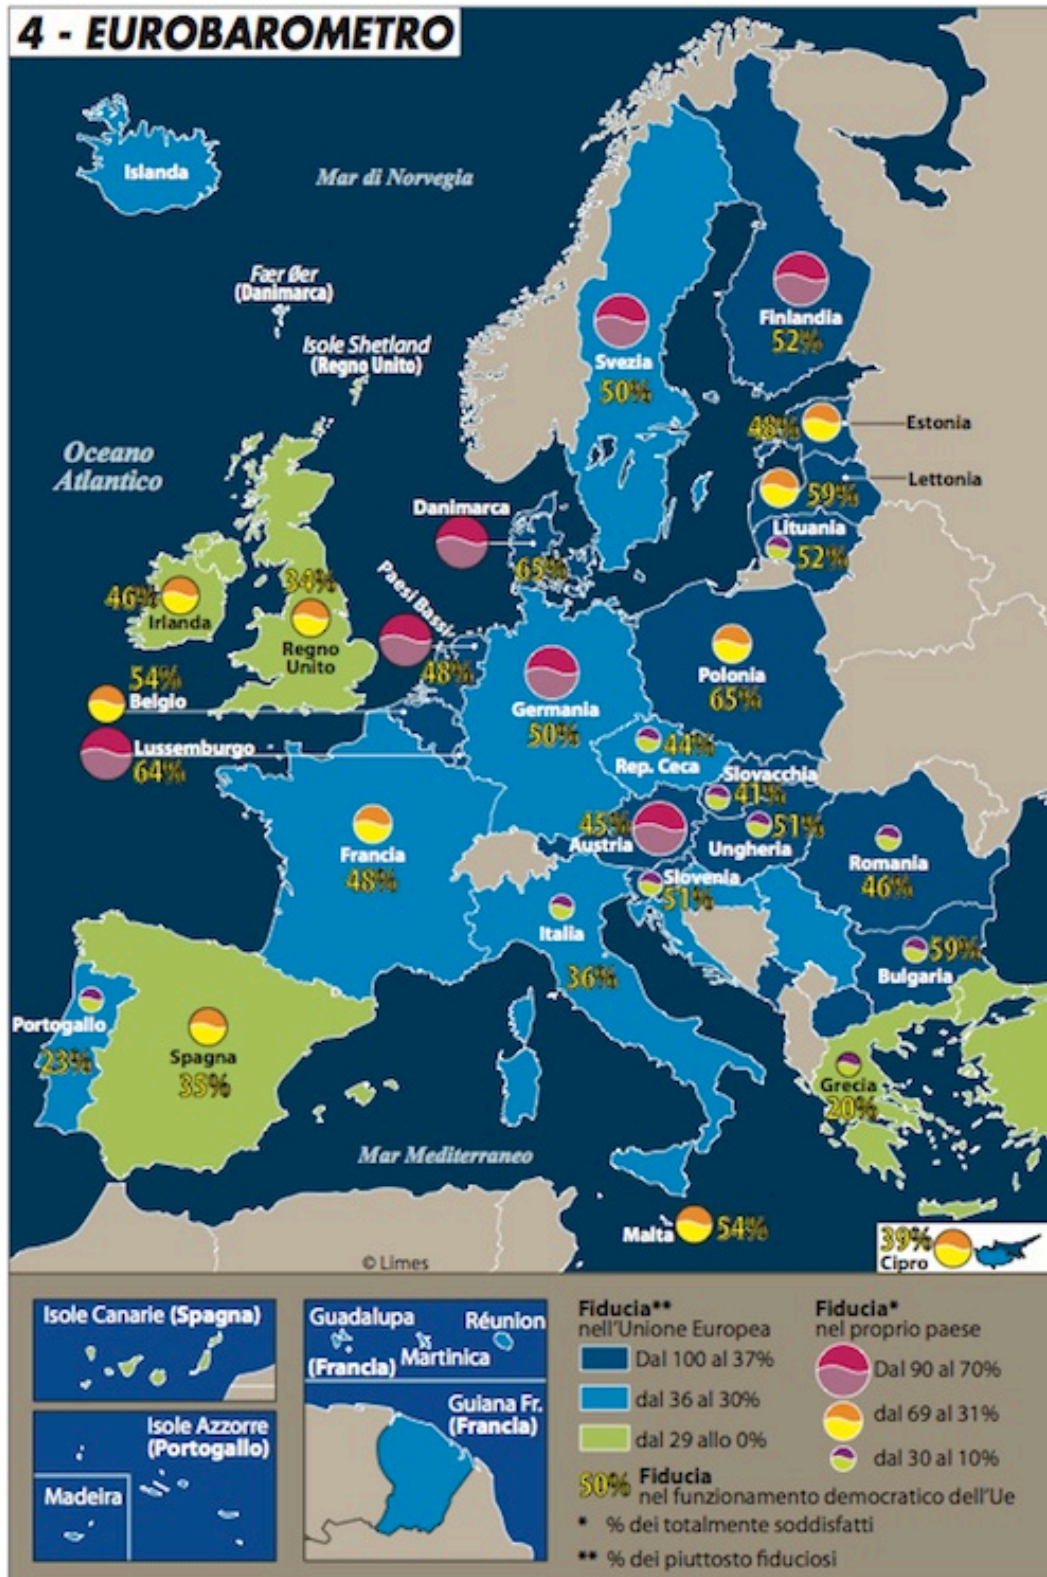 4 - EUROBAROMETRO
Islanda
Mar di Norvegia
Fær Øer
(Danimarca)
Isole Shetland
(Regno Unito)
Finlandia
52%
Svezia
50%
Oceano
Atlantico
48%
Estonia
Lettonia
59%
Danimarca
65%
Lituania
52%
Paesi Bassi
48%
46%
Irlanda
34%
Regno
Unito
54%
Belgio
Lussemburgo
64%
Germania
50%
Polonia
65%
44%
Rep. Ceca
Slovacchia
41%
45%
Austria
51%
Ungheria
Romania
46%
Francia
48%
Slovenia
51%
Italia
36%
59%
Bulgaria
Portogallo
23%
Spagna
35%
Grecia
20%
Mar Mediterraneo
Malta
54%
39%
Cipro
© Limes
Isole Canarie (Spagna)
Isole Azzorre
(Portogallo)
Madeira
Guadalupa
Réunion
(Francia)
Martinica
Guiana Fr.
(Francia)
Fiducia**
nell'Unione Europea
Dal 100 al 37%
dal 36 al 30%
dal 29 allo 0%
Fiducia*
nel proprio paese
Dal 90 al 70%
dal 69 al 31%
dal 30 al 10%
50% Fiducia
nel funzionamento democratico dell'Ue
* % dei totalmente soddisfatti
** % dei piuttosto fiduciosi